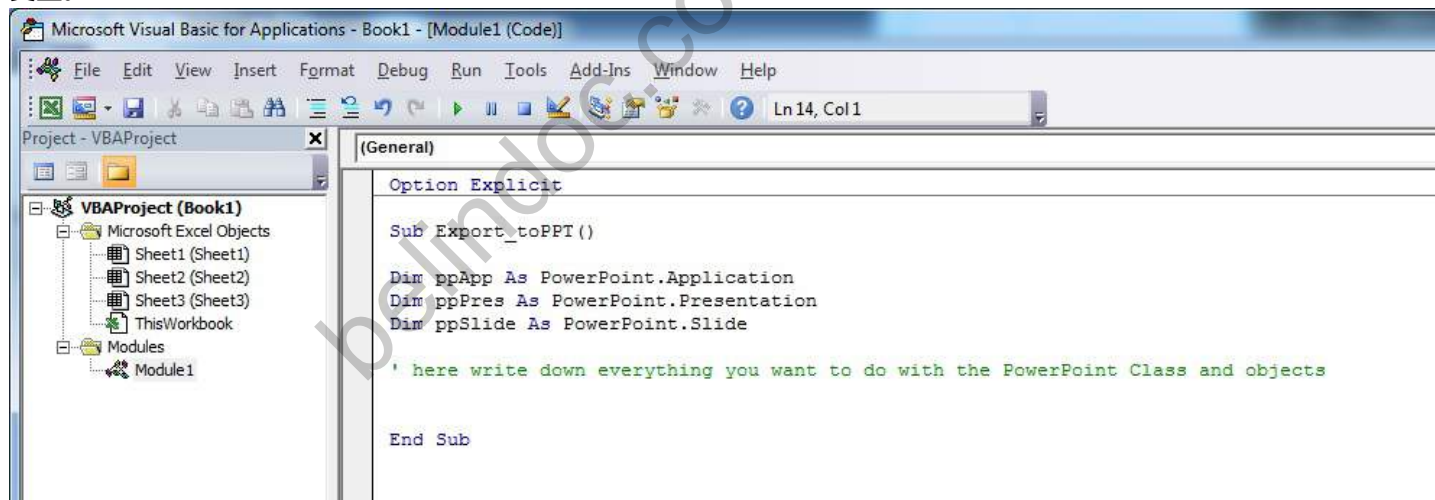 Microsoft Visual Basic for Applications - Book1 - [Module1 (Code)]
File Edit View Insert Format Debug Run Tools Add-Ins Window Help
Ln 14, Col 1
Project - VBAProject
(General)
VBAProject (Book1)
Microsoft Excel Objects
Sheet1 (Sheet1)
Sheet2 (Sheet2)
Sheet3 (Sheet3)
ThisWorkbook
Modules
Module1
Option Explicit
Sub Export_toPPT()
Dim ppApp As PowerPoint.Application
Dim ppPres As PowerPoint.Presentation
Dim ppSlide As PowerPoint.Slide
' here write down everything you want to do with the PowerPoint Class and objects
End Sub
belindoc.co